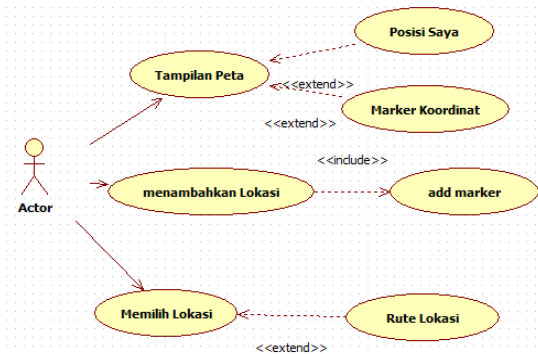 Posisi Saya
Tampilan Peta
<<extend>>
Marker Koordinat
<<extend>>
<<include>>
menambahkan Lokasi
add marker
Actor
Memilih Lokasi
Rute Lokasi
<<extend>>